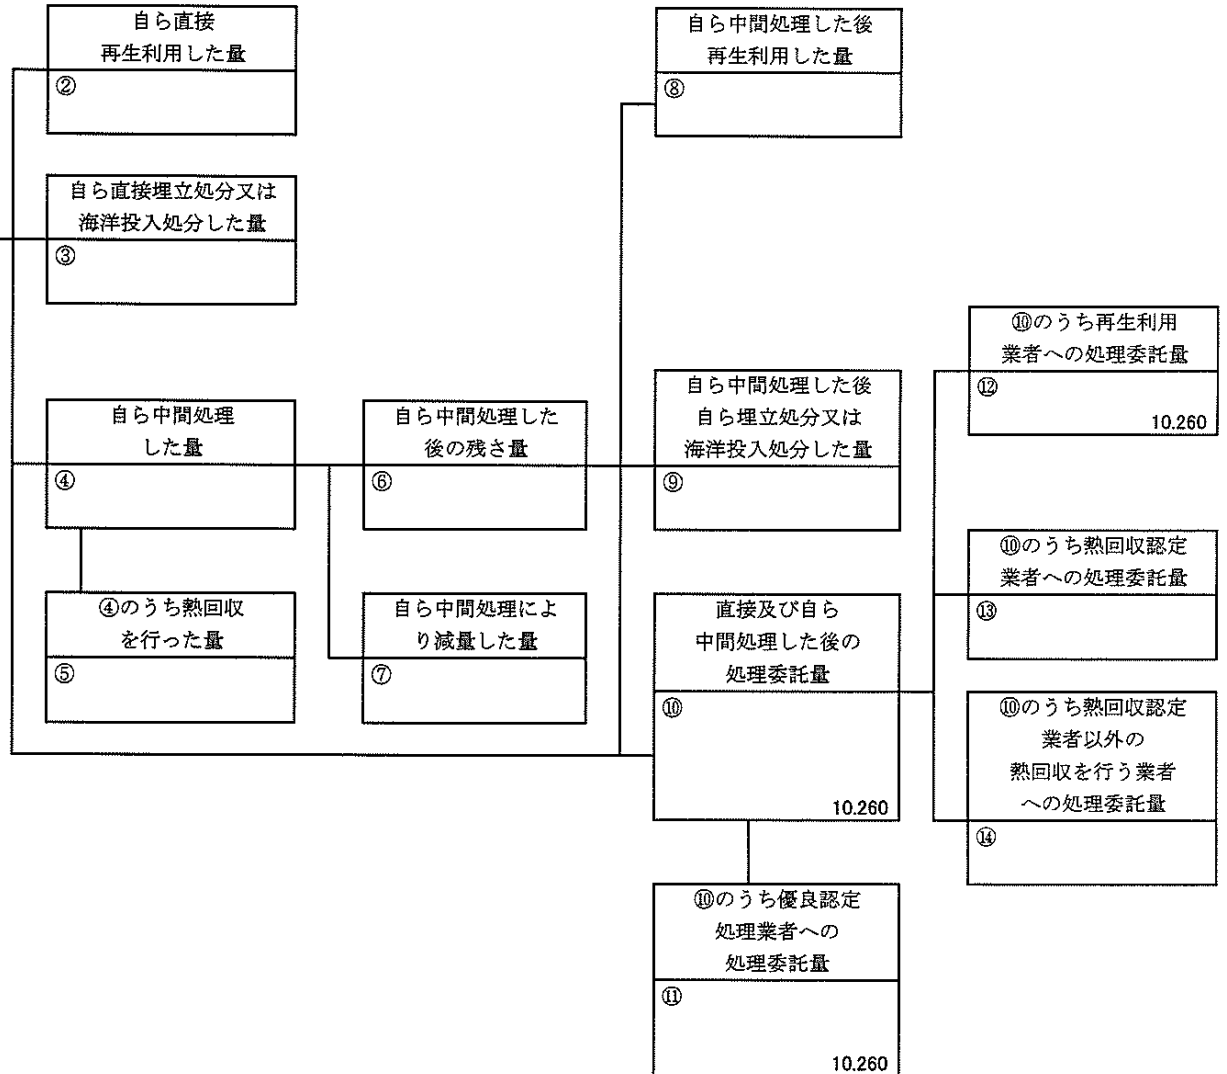 自ら直接
再生利用した量
②
自ら中間処理した後
再生利用した量
⑧
自ら直接埋立処分又は
海洋投入処分した量
③
⑩のうち再生利用
業者への処理委託量
⑫
10.260
自ら中間処理
した量
④
自ら中間処理した
後の残さ量
⑥
自ら中間処理した後
自ら埋立処分又は
海洋投入処分した量
⑨
⑩のうち熱回収認定
業者への処理委託量
⑬
④のうち熱回収
を行った量
⑤
自ら中間処理によ
り減量した量
⑦
直接及び自ら
中間処理した後の
処理委託量
⑩
10.260
⑩のうち熱回収認定
業者以外の
熱回収を行う業者
への処理委託量
⑭
⑩のうち優良認定
処理業者への
処理委託量
⑪
10.260